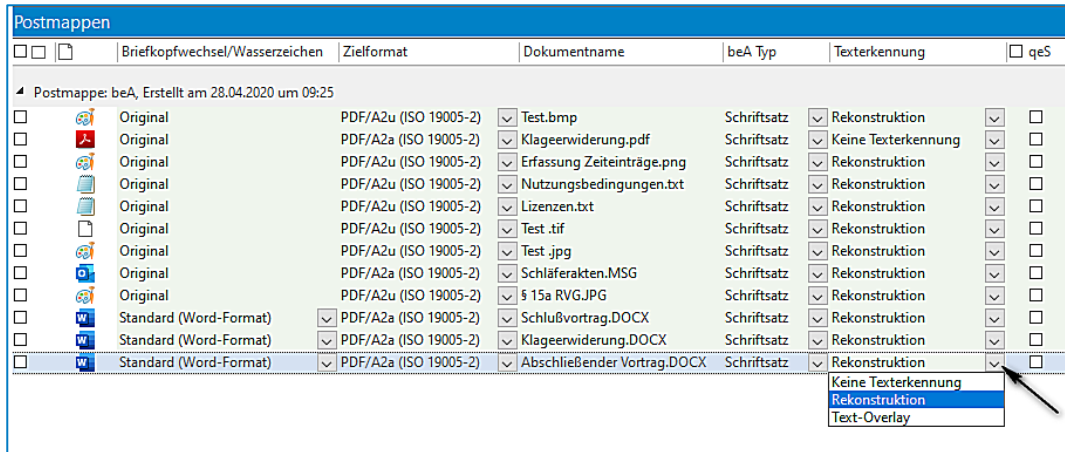 Postmappen
Briefkopfwechsel/Wasserzeichen Zielformat Dokumentname beA Typ Texterkennung qeS
Postmappe: beA, Erstellt am 28.04.2020 um 09:25
Original PDF/A2u (ISO 19005-2) Test.bmp Schriftsatz Rekonstruktion
Original PDF/A2a (ISO 19005-2) Klageerwiderung.pdf Schriftsatz Keine Texterkennung
Original PDF/A2u (ISO 19005-2) Erfassung Zeiteinträge.png Schriftsatz Rekonstruktion
Original PDF/A2u (ISO 19005-2) Nutzungsbedingungen.txt Schriftsatz Rekonstruktion
Original PDF/A2u (ISO 19005-2) Lizenzen.txt Schriftsatz Rekonstruktion
Original PDF/A2u (ISO 19005-2) Test .tif Schriftsatz Rekonstruktion
Original PDF/A2u (ISO 19005-2) Test .jpg Schriftsatz Rekonstruktion
Original PDF/A2a (ISO 19005-2) Schläferakten.MSG Schriftsatz Rekonstruktion
Original PDF/A2u (ISO 19005-2) § 15a RVG.JPG Schriftsatz Rekonstruktion
Standard (Word-Format) PDF/A2a (ISO 19005-2) Schlußvortrag.DOCX Schriftsatz Rekonstruktion
Standard (Word-Format) PDF/A2a (ISO 19005-2) Klageerwiderung.DOCX Schriftsatz Rekonstruktion
Standard (Word-Format) PDF/A2a (ISO 19005-2) Abschließender Vortrag.DOCX Schriftsatz Rekonstruktion
Keine Texterkennung
Rekonstruktion
Text-Overlay